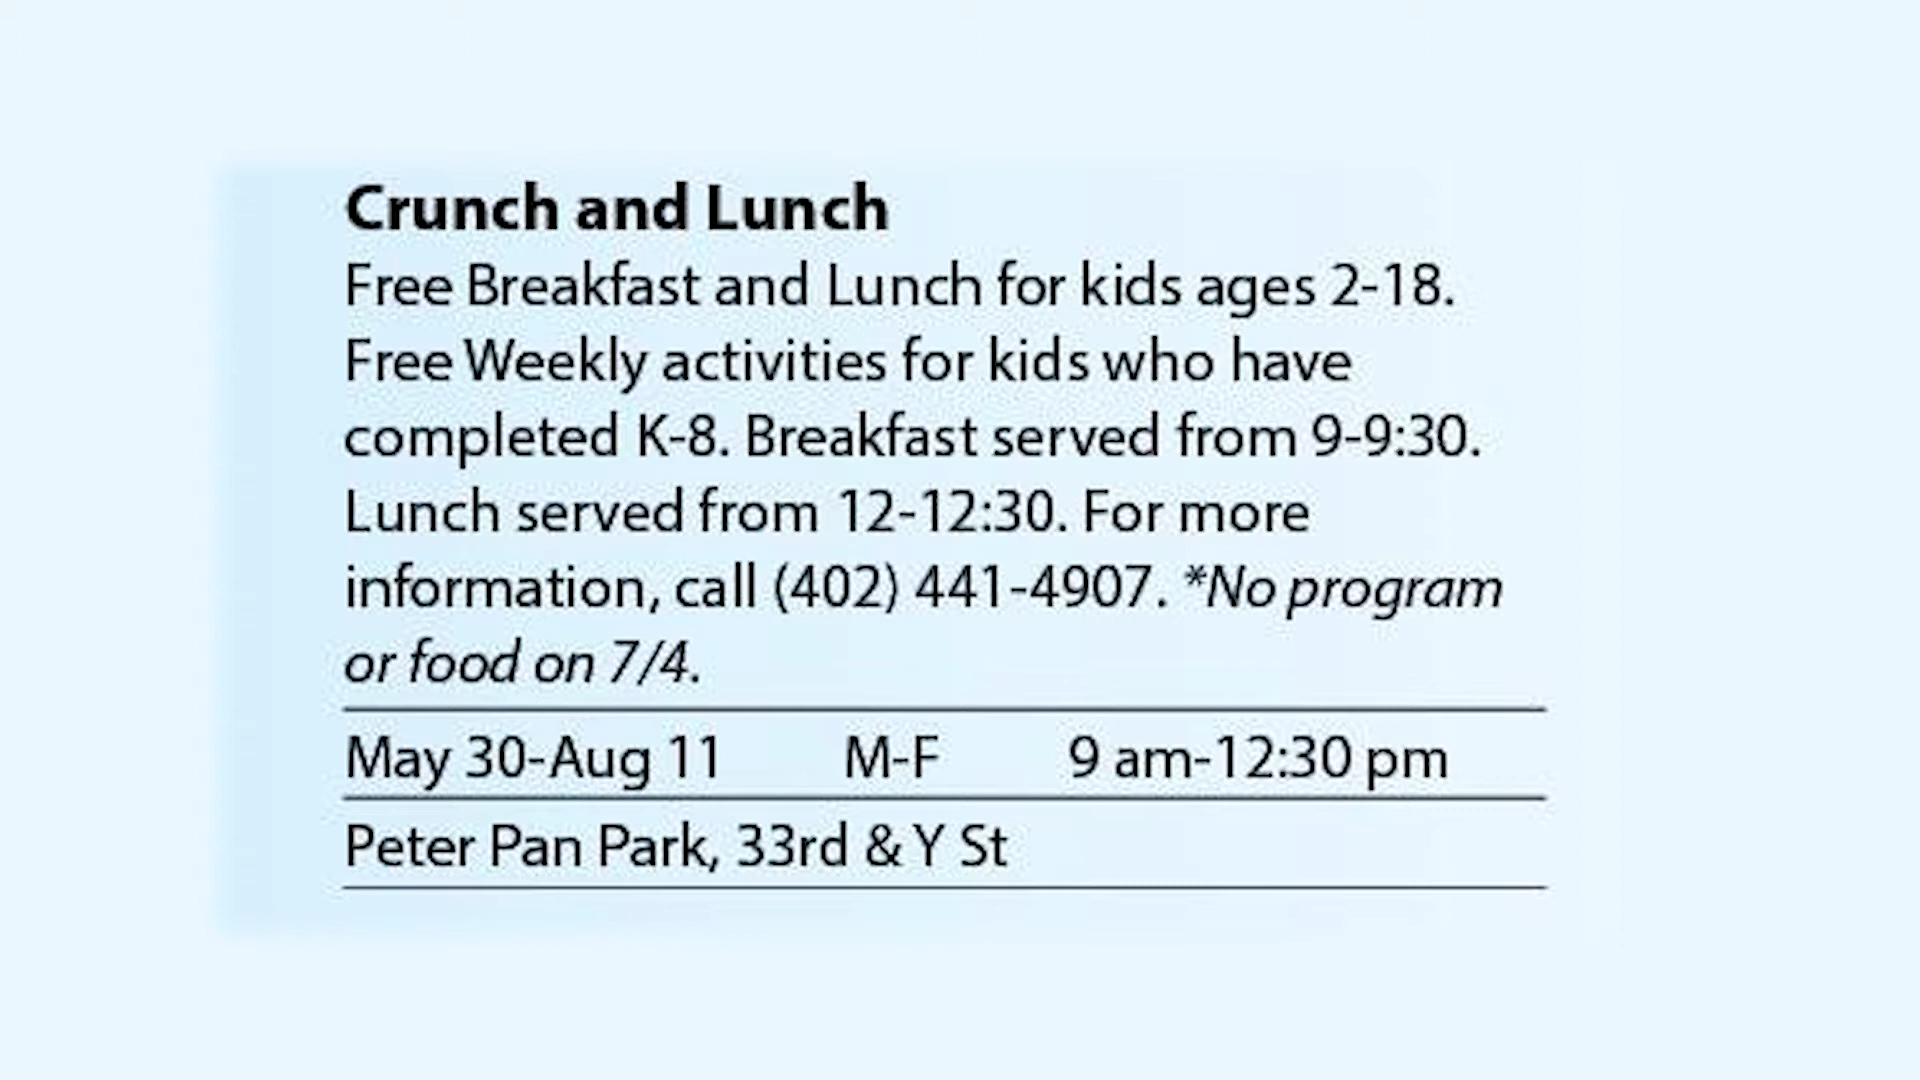 Crunch and Lunch
Free Breakfast and Lunch for kids ages 2-18.
Free Weekly activities for kids who have
completed K-8. Breakfast served from 9-9:30.
Lunch served from 12-12:30. For more
information, call (402) 441-4907. *No program
or food on 7/4.
May 30-Aug 11 M-F 9 am-12:30 pm
Peter Pan Park, 33rd & Y St